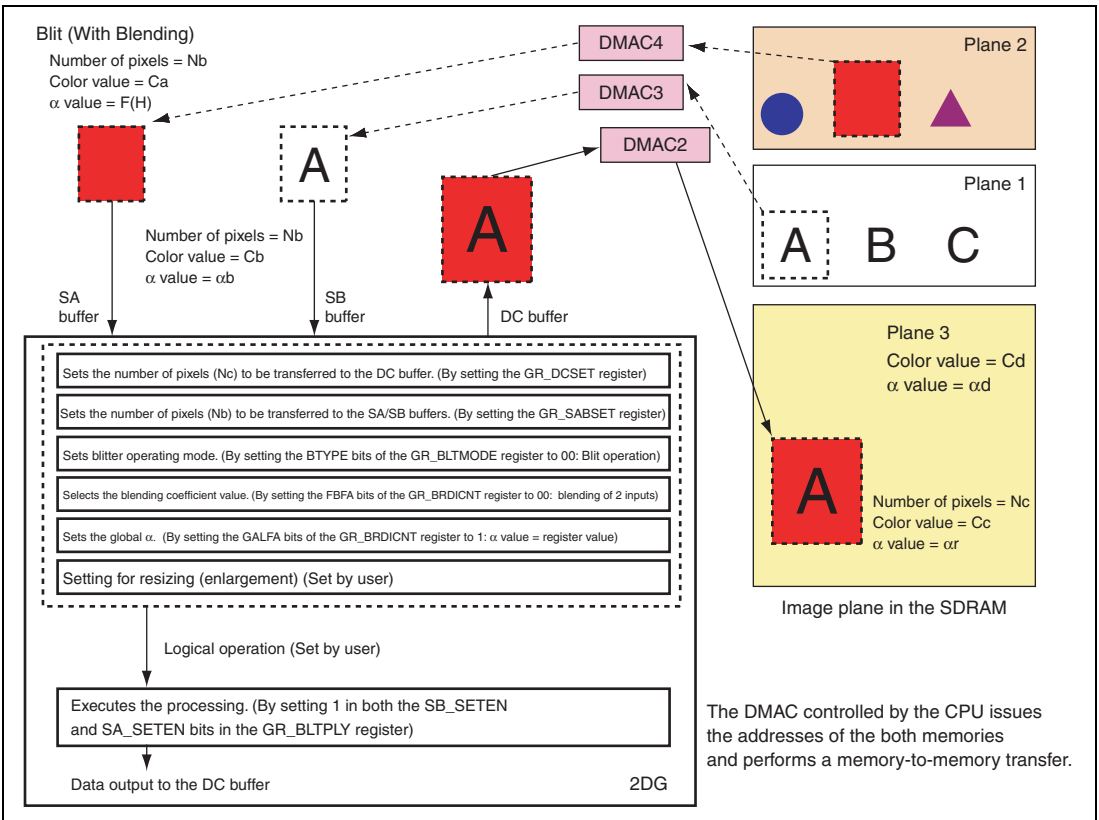 Blit (With Blending)
Number of pixels = Nb
Color value = Ca
α value = F(H)
DMAC4
DMAC3
DMAC2
Plane 2
A
A
Plane 1
A B C
Number of pixels = Nb
Color value = Cb
α value = αb
SA
buffer
SB
buffer
DC buffer
Plane 3
Color value = Cd
α value = αd
A
Number of pixels = Nc
Color value = Cc
α value = αr
Image plane in the SDRAM
Sets the number of pixels (Nc) to be transferred to the DC buffer. (By setting the GR_DCSET register)
Sets the number of pixels (Nb) to be transferred to the SA/SB buffers. (By setting the GR_SABSET register)
Sets blitter operating mode. (By setting the BTYPE bits of the GR_BLTMODE register to 00: Blit operation)
Selects the blending coefficient value. (By setting the FBFA bits of the GR_BRDICNT register to 00: blending of 2 inputs)
Sets the global α. (By setting the GALFA bits of the GR_BRDICNT register to 1: α value = register value)
Setting for resizing (enlargement) (Set by user)
Logical operation (Set by user)
Executes the processing. (By setting 1 in both the SB_SETEN
and SA_SETEN bits in the GR_BLTPLY register)
Data output to the DC buffer
2DG
The DMAC controlled by the CPU issues
the addresses of the both memories
and performs a memory-to-memory transfer.